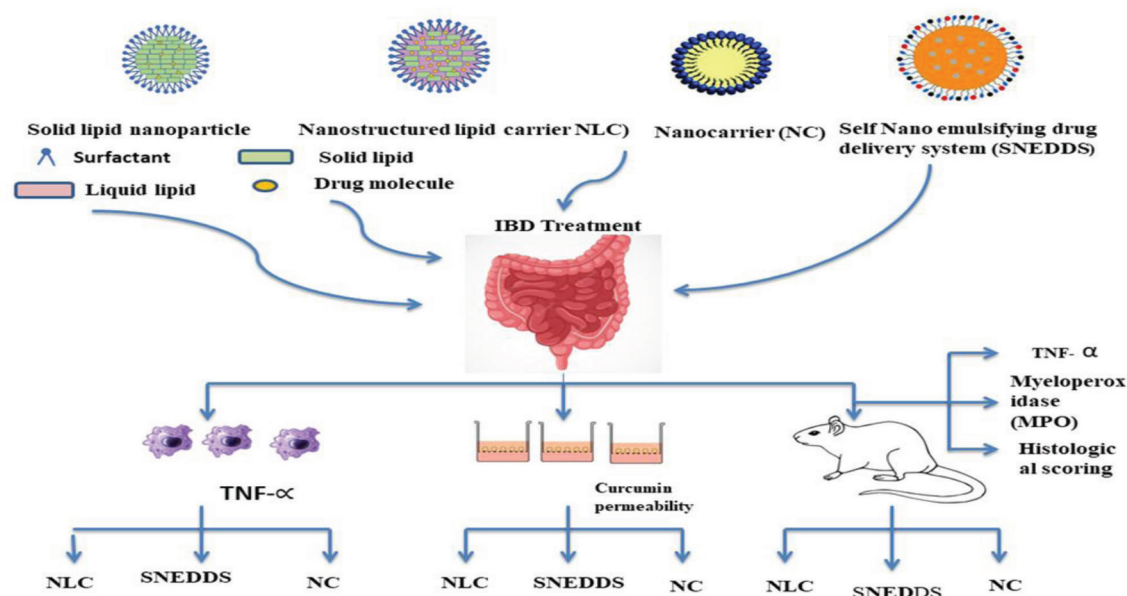 Solid lipid nanoparticle
Nanostructured lipid carrier NLC)
Nanocarrier (NC)
Self Nano emulsifying drug
delivery system (SNEDDS)
Surfactant
Solid lipid
Liquid lipid
Drug molecule
IBD Treatment
TNF- α
Myeloperox
idase
(MPO)
Histologic
al scoring
TNF-∝
Curcumin
permeability
NLC
SNEDDS
NC
NLC
SNEDDS
NC
NLC
SNEDDS
NC